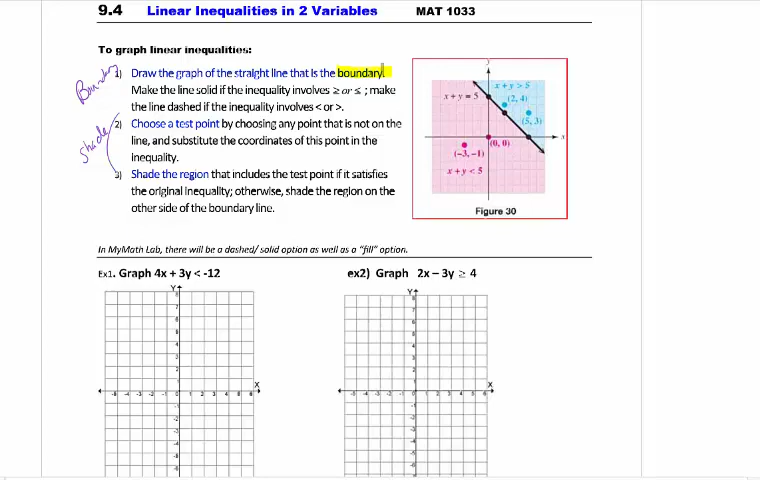 9.4 Linear Inequalities in 2 Variables MAT 1033
To graph linear inequalities:
Boundary
1) Draw the graph of the straight line that is the boundary.
Make the line solid if the inequality involves ≥ or ≤ ; make
the line dashed if the inequality involves < or >.
Shade
2) Choose a test point by choosing any point that is not on the
line, and substitute the coordinates of this point in the
inequality.
3) Shade the region that includes the test point if it satisfies
the original inequality; otherwise, shade the region on the
other side of the boundary line.
y
x + y > 5
x + y = 5
(2, 4)
(5, 3)
x
(0, 0)
(−3, −1)
x + y < 5
Figure 30
In MyMath Lab, there will be a dashed/ solid option as well as a "fill" option.
Ex1. Graph 4x + 3y < -12
ex2) Graph 2x – 3y ≥ 4
Y
X
Y
X